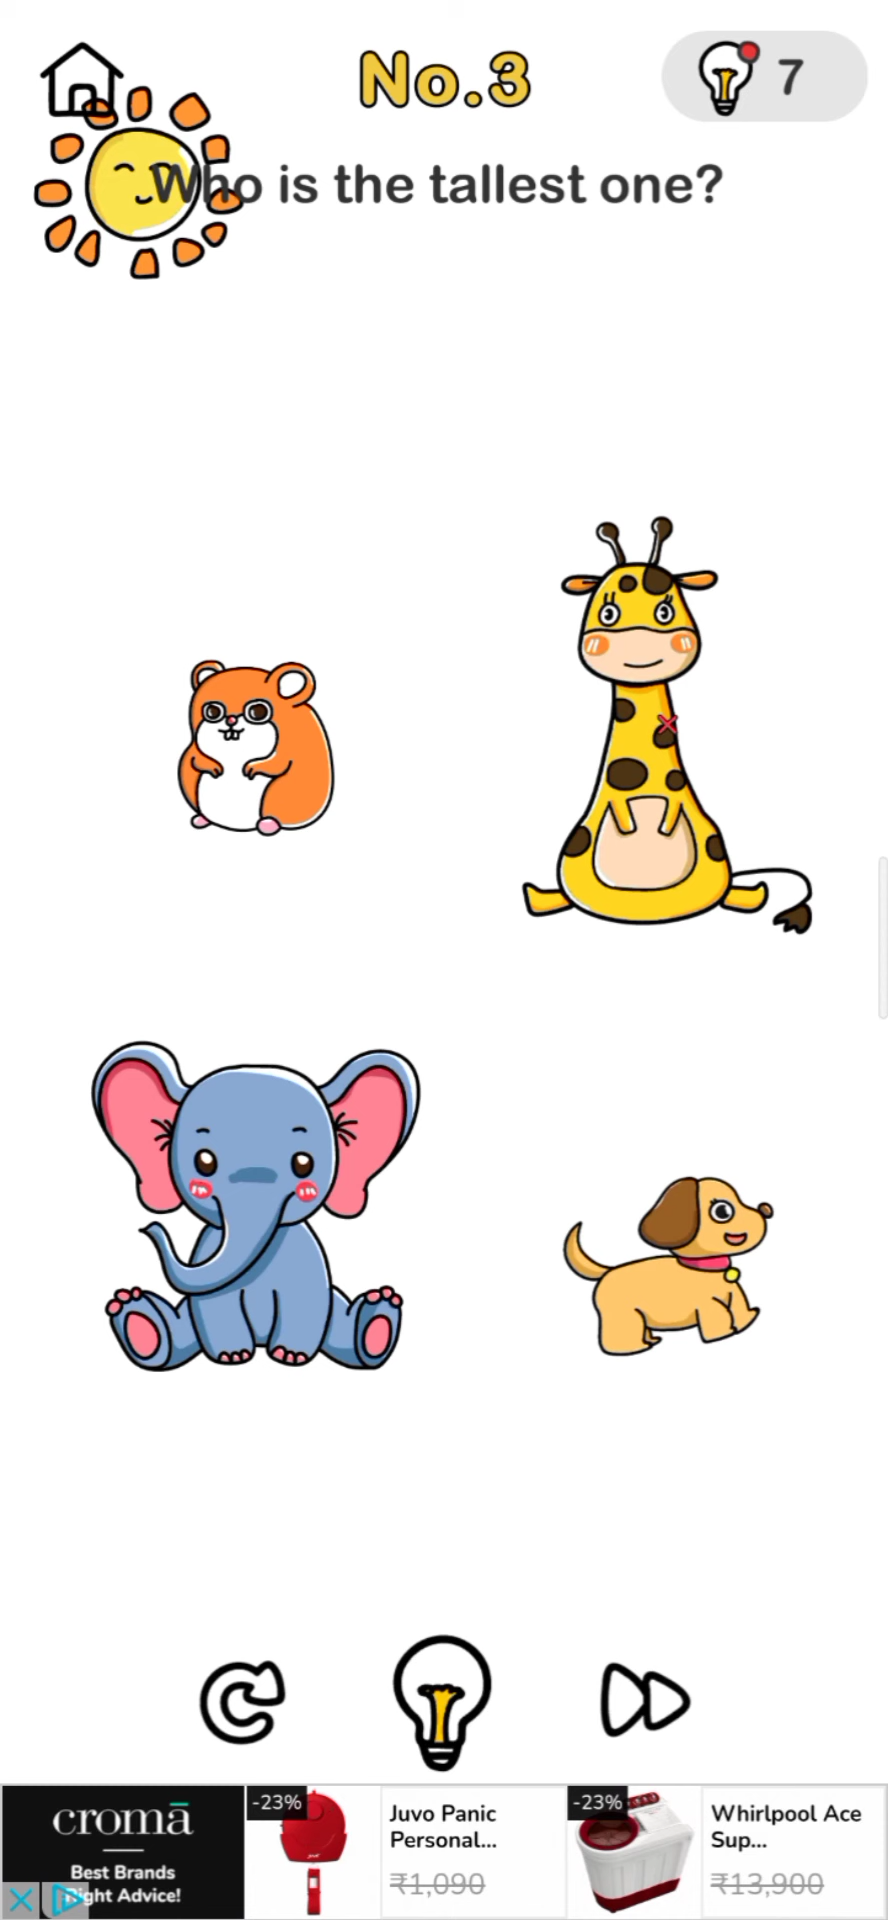 No.3
7
Who is the tallest one?
cromā
Best Brands
Right Advice!
-23%
Juvo Panic
Personal...
₹1,090
-23%
Whirlpool Ace
Sup...
₹13,900